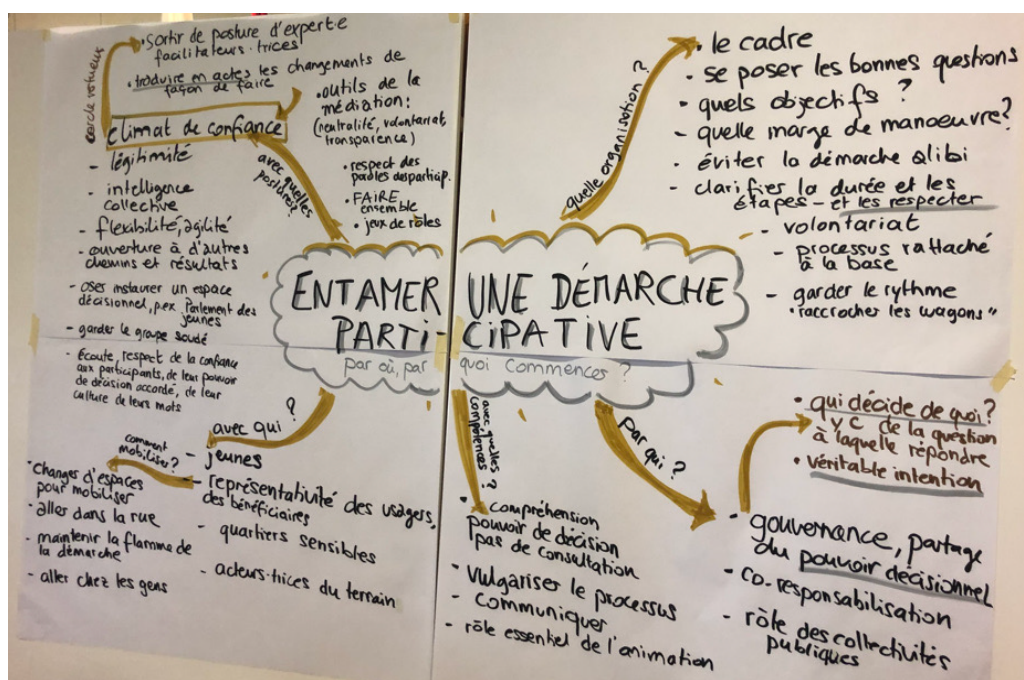 cercle vertueux
• Sortir de posture d'expert·e
facilitateurs·trices
• traduire en actes les changements de
façon de faire
climat de confiance
• outils de la
médiation:
(neutralité, volontariat,
transparence)
• respect des
paroles des particip.
• FAIRE
ensemble
• jeux de rôles
avec quelles
postures?
- légitimité
- intelligence
collective
- flexibilité, agilité
- ouverture à d'autres
chemins et résultats
- oser instaurer un espace
décisionnel, p.ex. Parlement des
jeunes
- garder le groupe soudé
- écoute, respect de la confiance
aux participants, de leur pouvoir
de décision accordé, de leur
culture de leurs mots
quelle organisation?
• le cadre
• se poser les bonnes questions
• quels objectifs?
- quelle marge de manoeuvre?
- éviter la démarche alibi
- clarifier la durée et les
étapes - et les respecter
- volontariat
- processus rattaché
à la base
- garder le rythme
"raccrocher les wagons"
ENTAMER UNE DÉMARCHE
PARTI-CIPATIVE
par où, par quoi commencer?
avec qui?
- jeunes
- représentativité des usagers,
des bénéficiaires
- quartiers sensibles
- acteurs·trices du terrain
comment
mobiliser?
• Changer d'espaces
pour mobiliser
- aller dans la rue
- maintenir la flamme de
la démarche
- aller chez les gens
avec quelles
compétences?
• compréhension
pouvoir de décision
pas de consultation
- vulgariser le processus
- communiquer
- rôle essentiel de l'animation
par qui?
• gouvernance, partage
du pouvoir décisionnel
- co-responsabilisation
- rôle des collectivités
publiques
• qui décide de quoi?
y c de la question
à laquelle répondre
• véritable intention